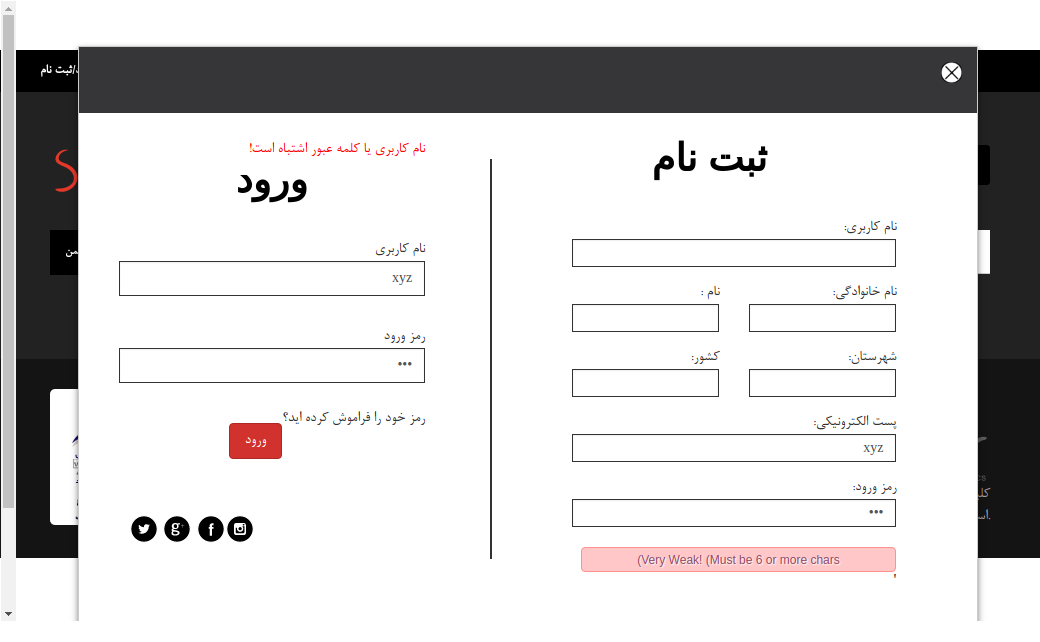 /ثبت نام
ثبت نام
نام کاربری:
نام خانوادگی:
نام :
شهرستان:
کشور:
پست الکترونیکی:
xyz
رمز ورود:
•••
(Very Weak! (Must be 6 or more chars
نام کاربری یا کلمه عبور اشتباه است!
ورود
نام کاربری
xyz
رمز ورود
•••
رمز خود را فراموش کرده اید؟
ورود